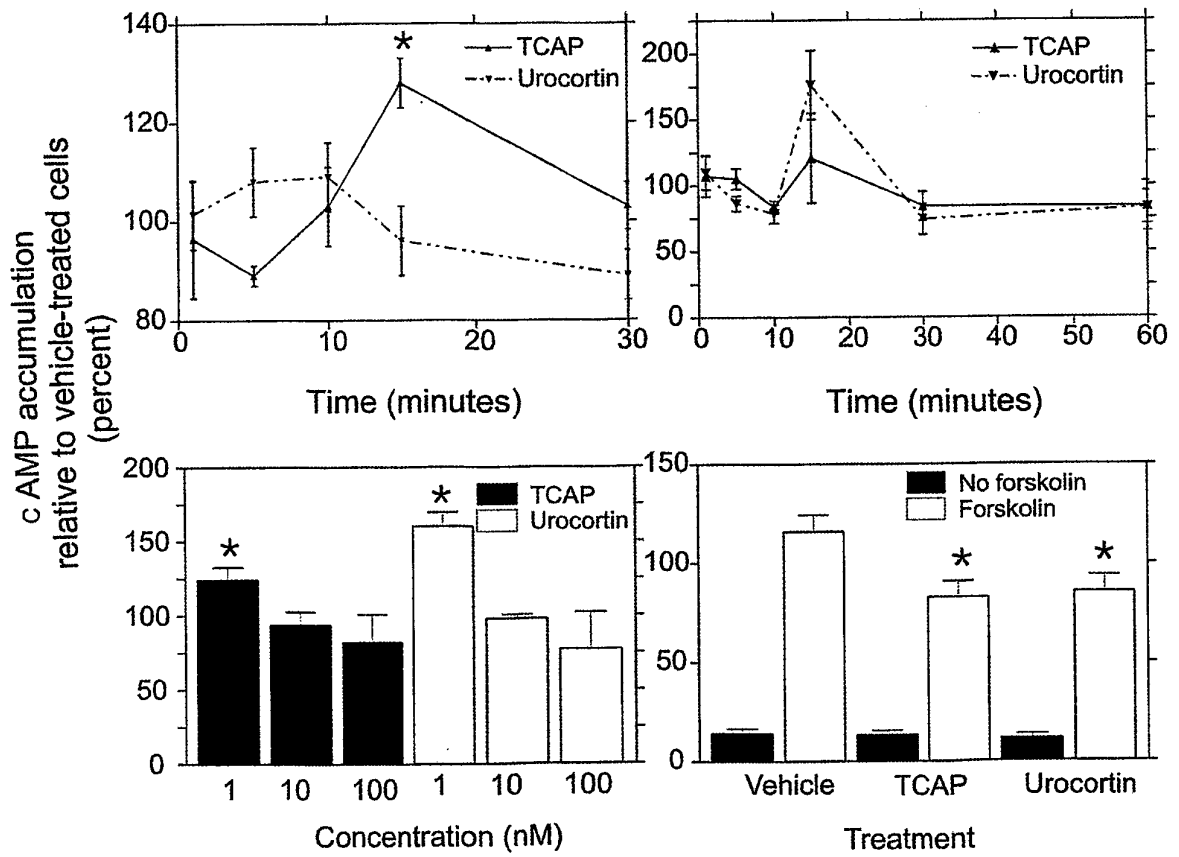 c AMP accumulation
relative to vehicle-treated cells
(percent)
140
120
100
80
*
TCAP
Urocortin
0 10 20 30
Time (minutes)
200
150
100
50
0
TCAP
Urocortin
0 10 20 30 40 50 60
Time (minutes)
200
150
100
50
0
* *
TCAP
Urocortin
1 10 100 1 10 100
Concentration (nM)
150
100
50
0
No forskolin
Forskolin
* *
Vehicle TCAP Urocortin
Treatment